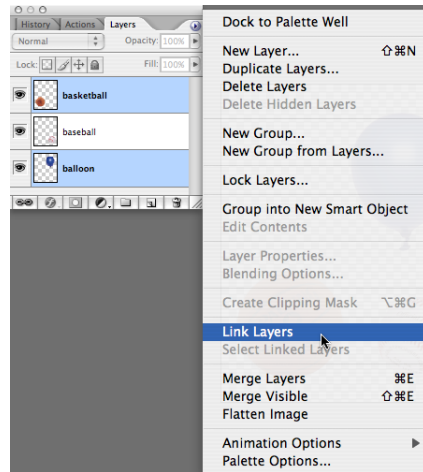 History Actions Layers
Normal Opacity: 100%
Lock: Fill: 100%
basketball
baseball
balloon
Dock to Palette Well
New Layer... ⇧⌘N
Duplicate Layers...
Delete Layers
Delete Hidden Layers
New Group...
New Group from Layers...
Lock Layers...
Group into New Smart Object
Edit Contents
Layer Properties...
Blending Options...
Create Clipping Mask ⌥⌘G
Link Layers
Select Linked Layers
Merge Layers ⌘E
Merge Visible ⇧⌘E
Flatten Image
Animation Options
Palette Options...